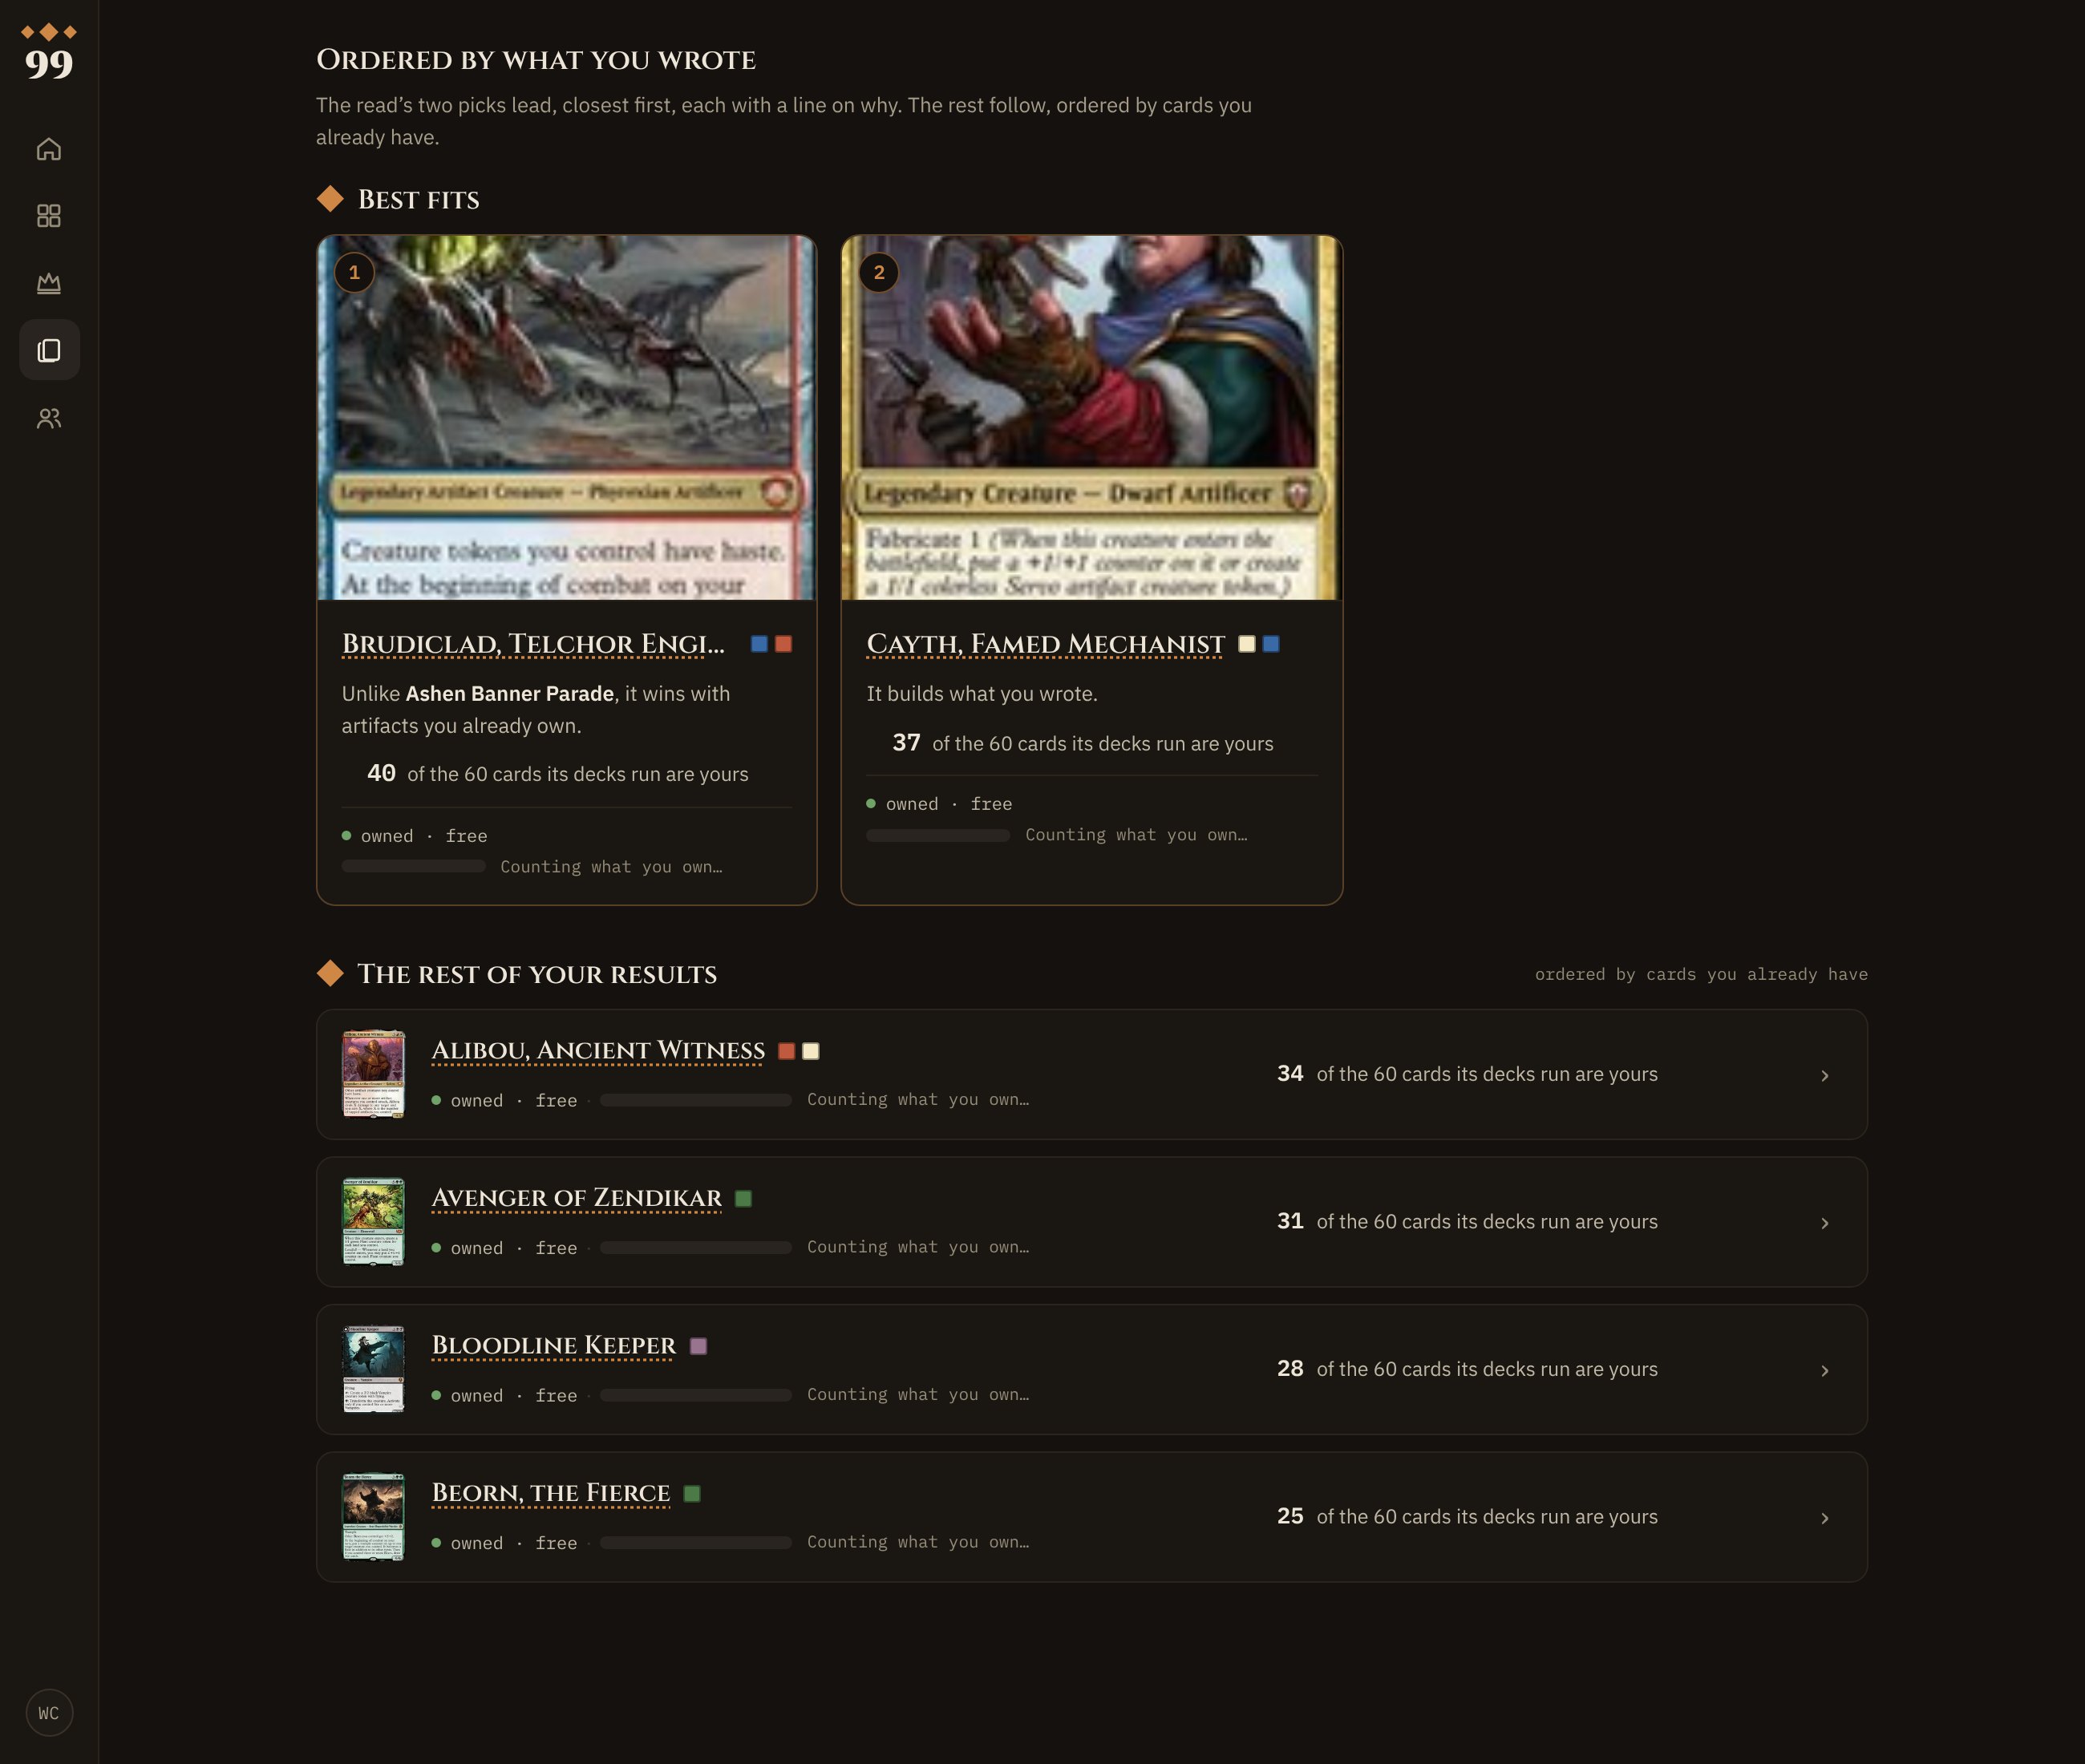 99
Ordered by what you wrote
The read’s two picks lead, closest first, each with a line on why. The rest follow, ordered by cards you
already have.
Best fits
1
Legendary Artifact Creature — Phyrexian Artificer
Creature tokens you control have haste.
At the beginning of combat on your
Brudiclad, Telchor Engi…
Unlike Ashen Banner Parade, it wins with
artifacts you already own.
40 of the 60 cards its decks run are yours
owned · free
Counting what you own…
2
Legendary Creature — Dwarf Artificer
Fabricate 1 (When this creature enters the
battlefield, put a +1/+1 counter on it or create
a 1/1 colorless Servo artifact creature token.)
Cayth, Famed Mechanist
It builds what you wrote.
37 of the 60 cards its decks run are yours
owned · free
Counting what you own…
The rest of your results
ordered by cards you already have
Alibou, Ancient Witness
owned · free · Counting what you own…
34 of the 60 cards its decks run are yours
Avenger of Zendikar
owned · free · Counting what you own…
31 of the 60 cards its decks run are yours
Bloodline Keeper
owned · free · Counting what you own…
28 of the 60 cards its decks run are yours
Beorn, the Fierce
owned · free · Counting what you own…
25 of the 60 cards its decks run are yours
WC